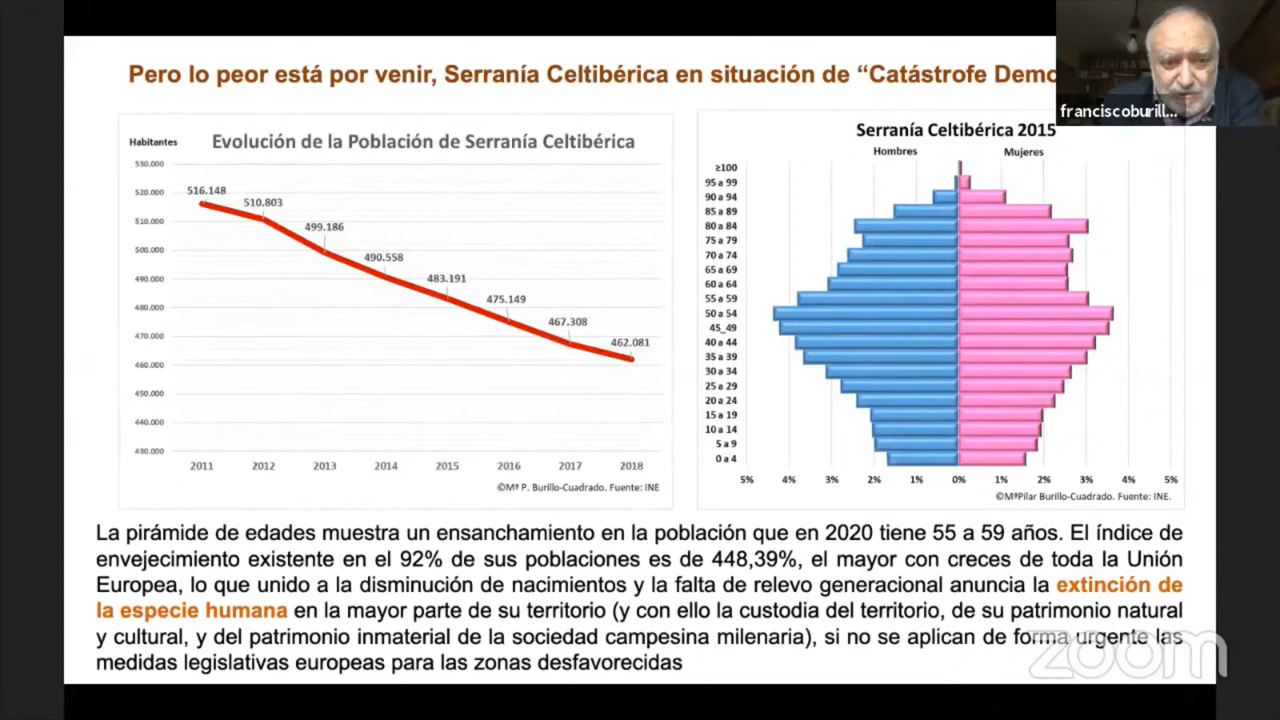 Pero lo peor está por venir, Serranía Celtibérica en situación de “Catástrofe Demo
franciscoburill...
Habitantes
Evolución de la Población de Serranía Celtibérica
530.000
520.000
510.000
500.000
490.000
480.000
470.000
460.000
450.000
440.000
430.000
516.148
510.803
499.186
490.558
483.191
475.149
467.308
462.081
2011 2012 2013 2014 2015 2016 2017 2018
©Mª P. Burillo-Cuadrado. Fuente: INE
Serranía Celtibérica 2015
Hombres Mujeres
≥100
95 a 99
90 a 94
85 a 89
80 a 84
75 a 79
70 a 74
65 a 69
60 a 64
55 a 59
50 a 54
45_49
40 a 44
35 a 39
30 a 34
25 a 29
20 a 24
15 a 19
10 a 14
5 a 9
0 a 4
5% 4% 3% 2% 1% 0% 1% 2% 3% 4% 5%
©MªPilar Burillo-Cuadrado. Fuente: INE.
La pirámide de edades muestra un ensanchamiento en la población que en 2020 tiene 55 a 59 años. El índice de
envejecimiento existente en el 92% de sus poblaciones es de 448,39%, el mayor con creces de toda la Unión
Europea, lo que unido a la disminución de nacimientos y la falta de relevo generacional anuncia la extinción de
la especie humana en la mayor parte de su territorio (y con ello la custodia del territorio, de su patrimonio natural
y cultural, y del patrimonio inmaterial de la sociedad campesina milenaria), si no se aplican de forma urgente las
medidas legislativas europeas para las zonas desfavorecidas
zoom